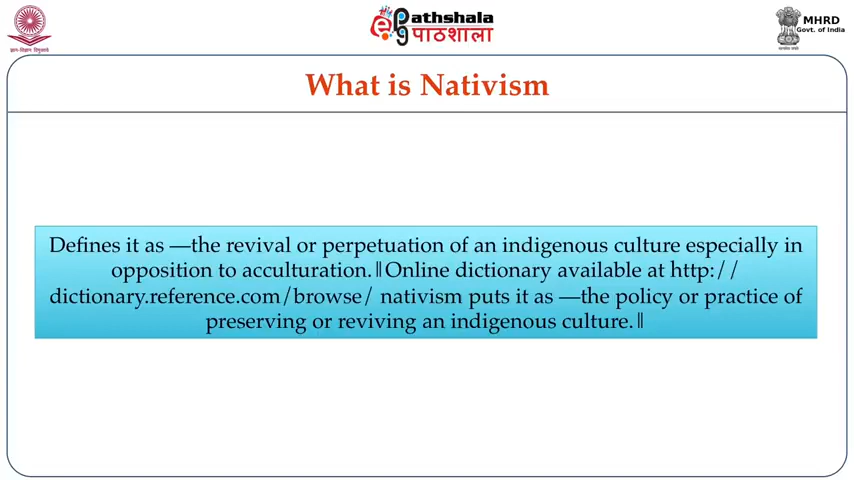 ePathshala
पाठशाला
MHRD
Govt. of India
What is Nativism
Defines it as —the revival or perpetuation of an indigenous culture especially in
opposition to acculturation.‖Online dictionary available at http://
dictionary.reference.com/browse/ nativism puts it as —the policy or practice of
preserving or reviving an indigenous culture.‖